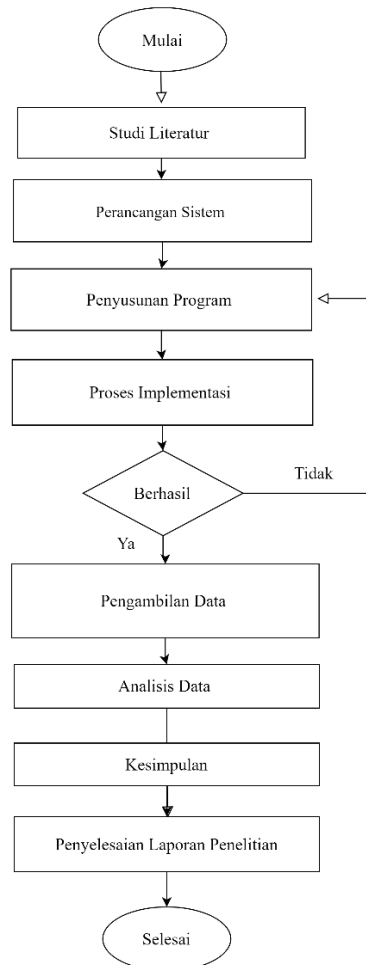 Mulai
Studi Literatur
Perancangan Sistem
Penyusunan Program
Proses Implementasi
Berhasil
Tidak
Ya
Pengambilan Data
Analisis Data
Kesimpulan
Penyelesaian Laporan Penelitian
Selesai